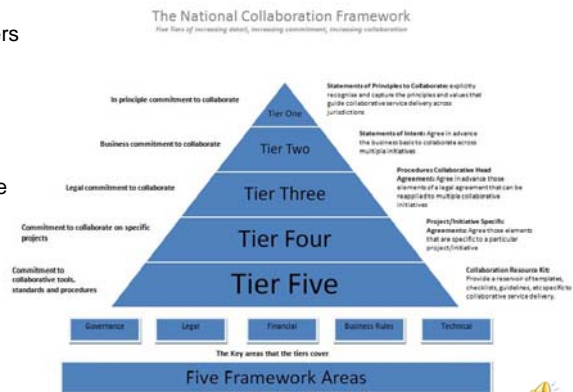 The National Collaboration Framework
Five Tiers of increasing detail, increasing commitment, increasing collaboration
ers
In principle commitment to collaborate
Tier One
Statements of Principles to Collaborate: explicitly
recognise and capture the principles and values that
guide collaborative service delivery across
jurisdictions
Business commitment to collaborate
Tier Two
Statements of Intent: Agree in advance
the business basis to collaborate across
multiple initiatives
e
Legal commitment to collaborate
Tier Three
Procedures Collaborative Head
Agreements: Agree in advance those
elements of a legal agreement that can be
reapplied to multiple collaborative
initiatives
Commitment to collaborate on specific
projects
Tier Four
Project/Initiative Specific
Agreements: Agree those elements
that are specific to a particular
project/initiative
Commitment to
collaborative tools,
standards and procedures
Tier Five
Collaboration Resource Kit:
Provide a reservoir of templates,
checklists, guidelines, etc specific to
collaborative service delivery.
Governance
Legal
Financial
Business Rules
Technical
The Key areas that the tiers cover
Five Framework Areas